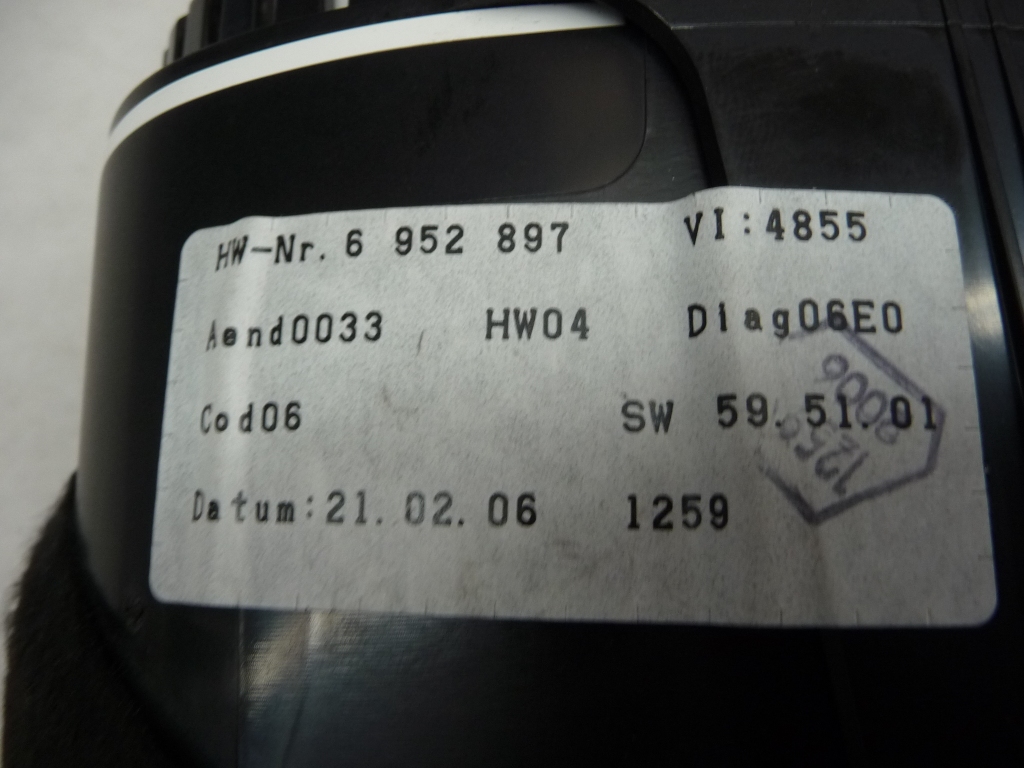 HW-Nr. 6 952 897 VI:4855
Aend0033 HW04 Diag06E0
Cod06 SW 59.51.01
Datum:21.02.06 1259
2006